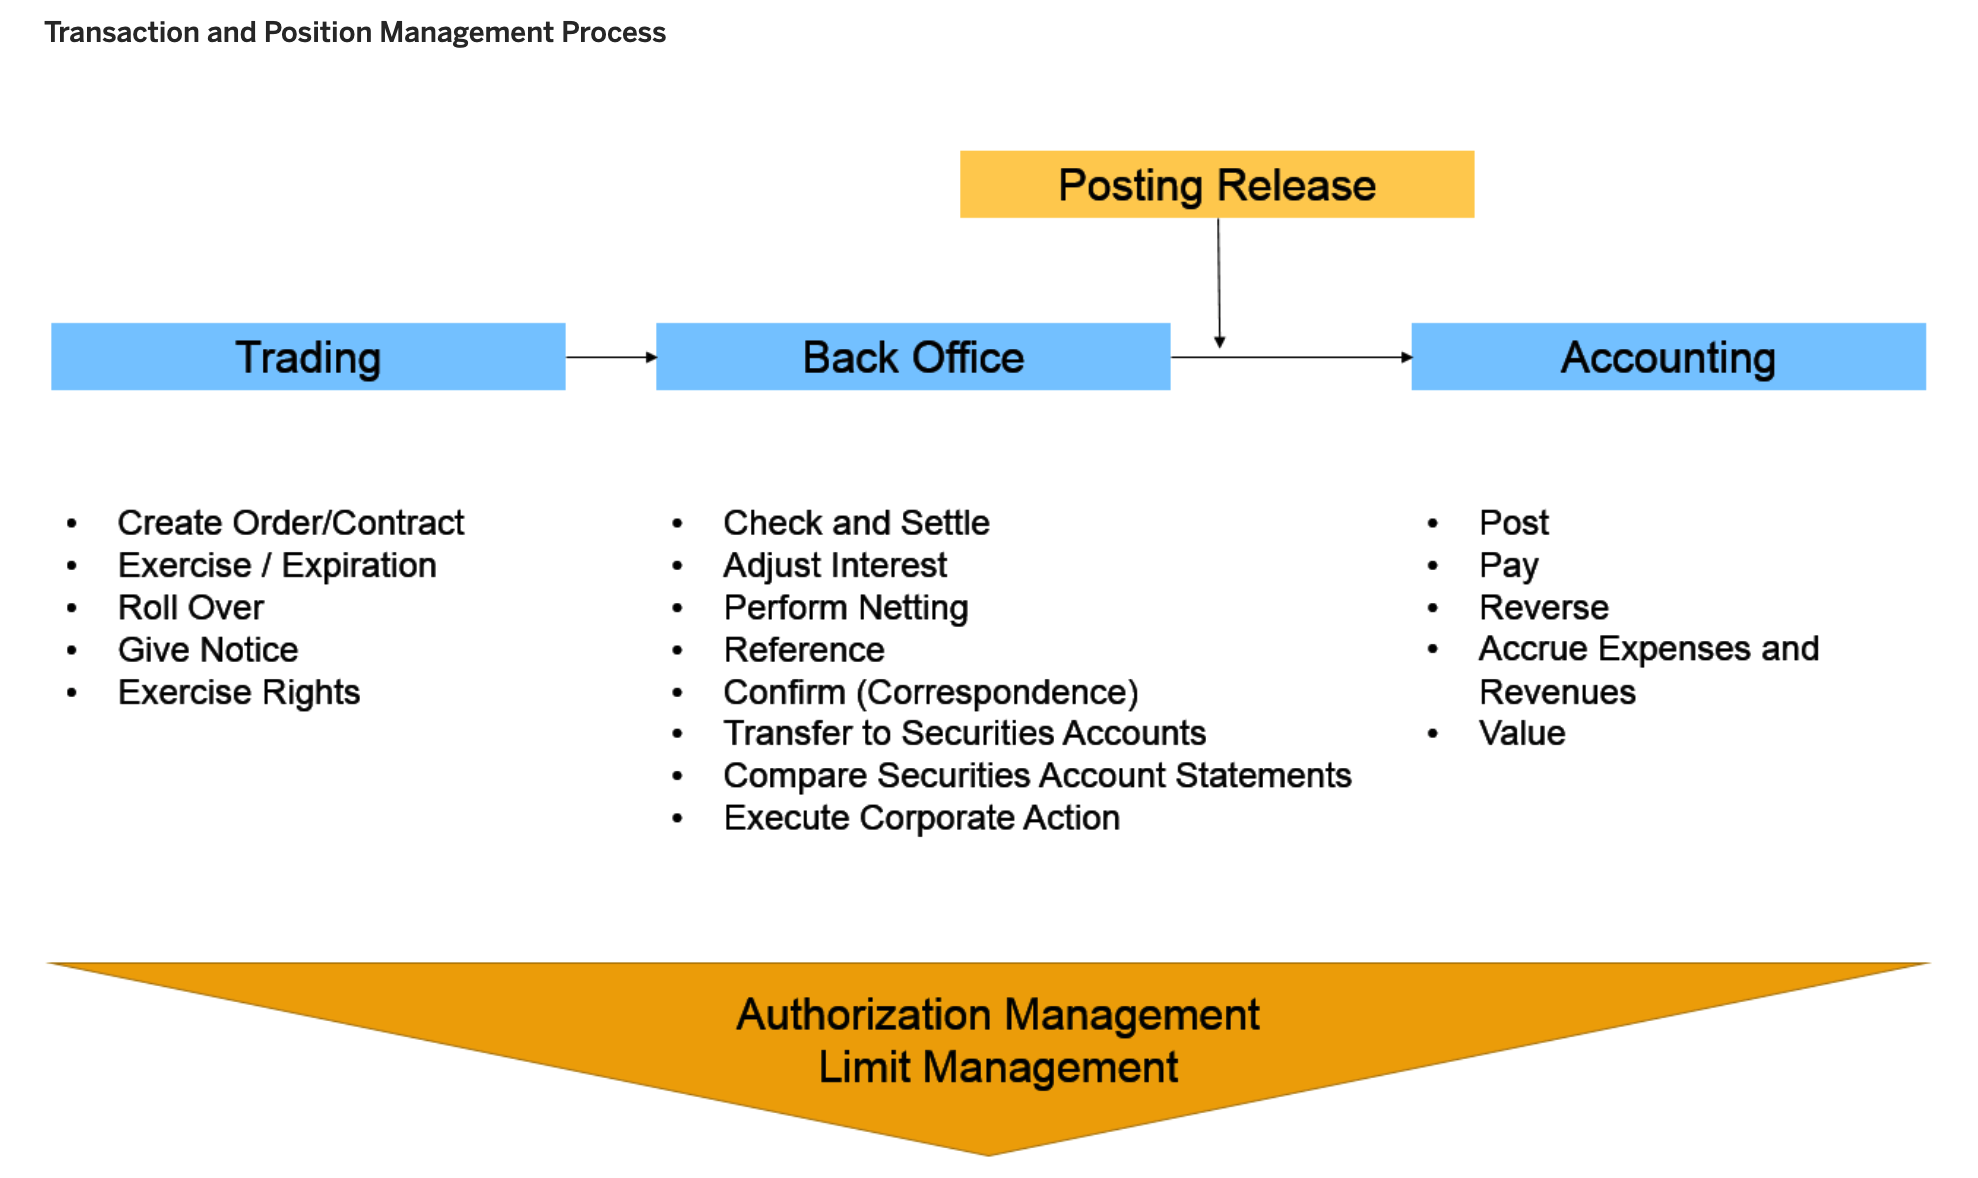 Transaction and Position Management Process
Posting Release
Trading
Back Office
Accounting
• Create Order/Contract
• Exercise / Expiration
• Roll Over
• Give Notice
• Exercise Rights
• Check and Settle
• Adjust Interest
• Perform Netting
• Reference
• Confirm (Correspondence)
• Transfer to Securities Accounts
• Compare Securities Account Statements
• Execute Corporate Action
• Post
• Pay
• Reverse
• Accrue Expenses and
Revenues
• Value
Authorization Management
Limit Management